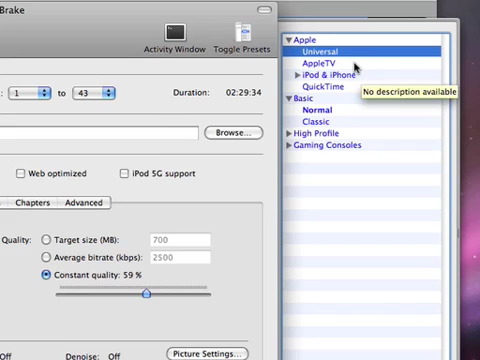 Brake
Activity Window
Toggle Presets
: 1 to 43 Duration: 02:29:34
Browse...
Web optimized iPod 5G support
Chapters Advanced
Quality: Target size (MB): 700
Average bitrate (kbps): 2500
Constant quality: 59 %
Off Denoise: Off Picture Settings...
Apple
Universal
AppleTV
iPod & iPhone
QuickTime
No description available
Basic
Normal
Classic
High Profile
Gaming Consoles